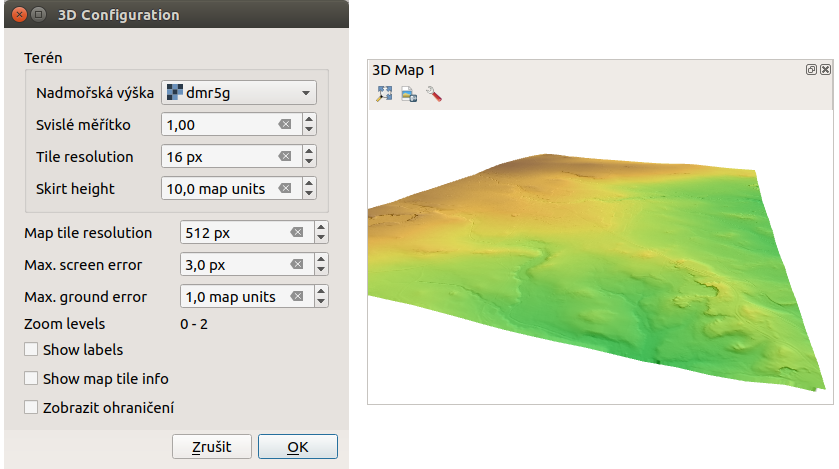 3D Configuration
Terén
Nadmořská výška dmr5g
Svislé měřítko 1,00
Tile resolution 16 px
Skirt height 10,0 map units
Map tile resolution 512 px
Max. screen error 3,0 px
Max. ground error 1,0 map units
Zoom levels 0 - 2
Show labels
Show map tile info
Zobrazit ohraničení
Zrušit OK
3D Map 1